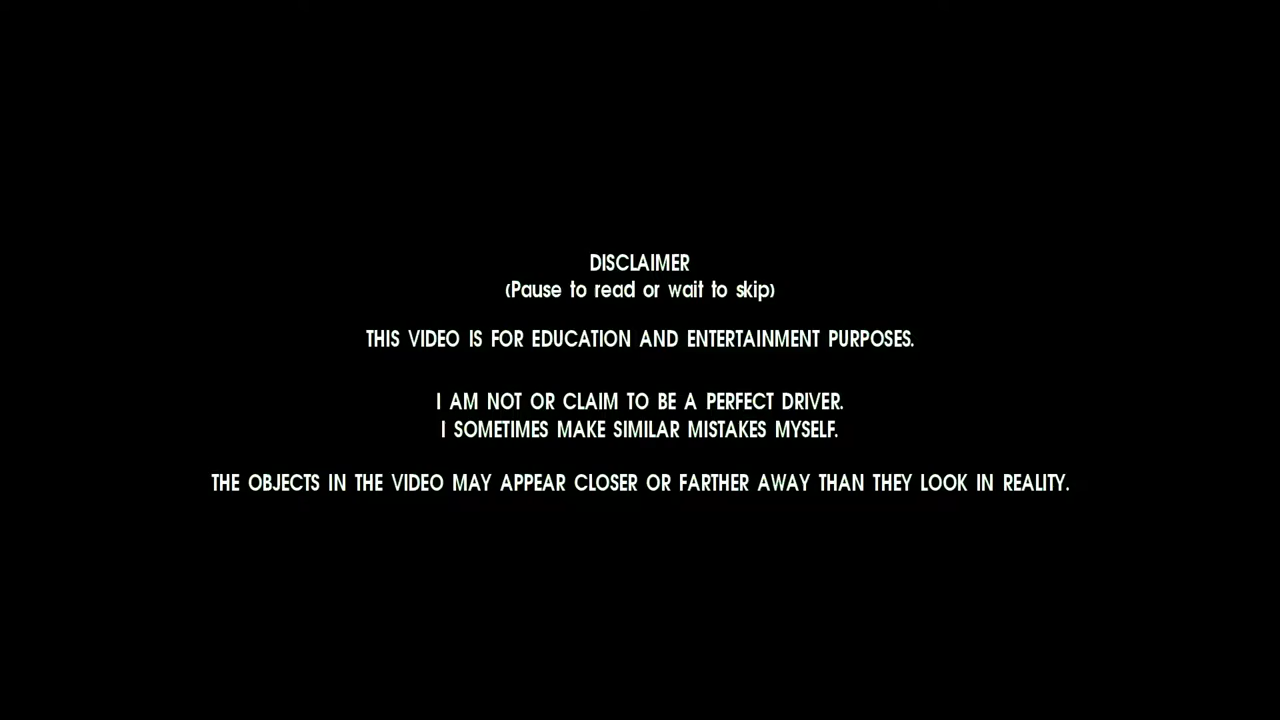 DISCLAIMER
(Pause to read or wait to skip)
THIS VIDEO IS FOR EDUCATION AND ENTERTAINMENT PURPOSES.
I AM NOT OR CLAIM TO BE A PERFECT DRIVER.
I SOMETIMES MAKE SIMILAR MISTAKES MYSELF.
THE OBJECTS IN THE VIDEO MAY APPEAR CLOSER OR FARTHER AWAY THAN THEY LOOK IN REALITY.